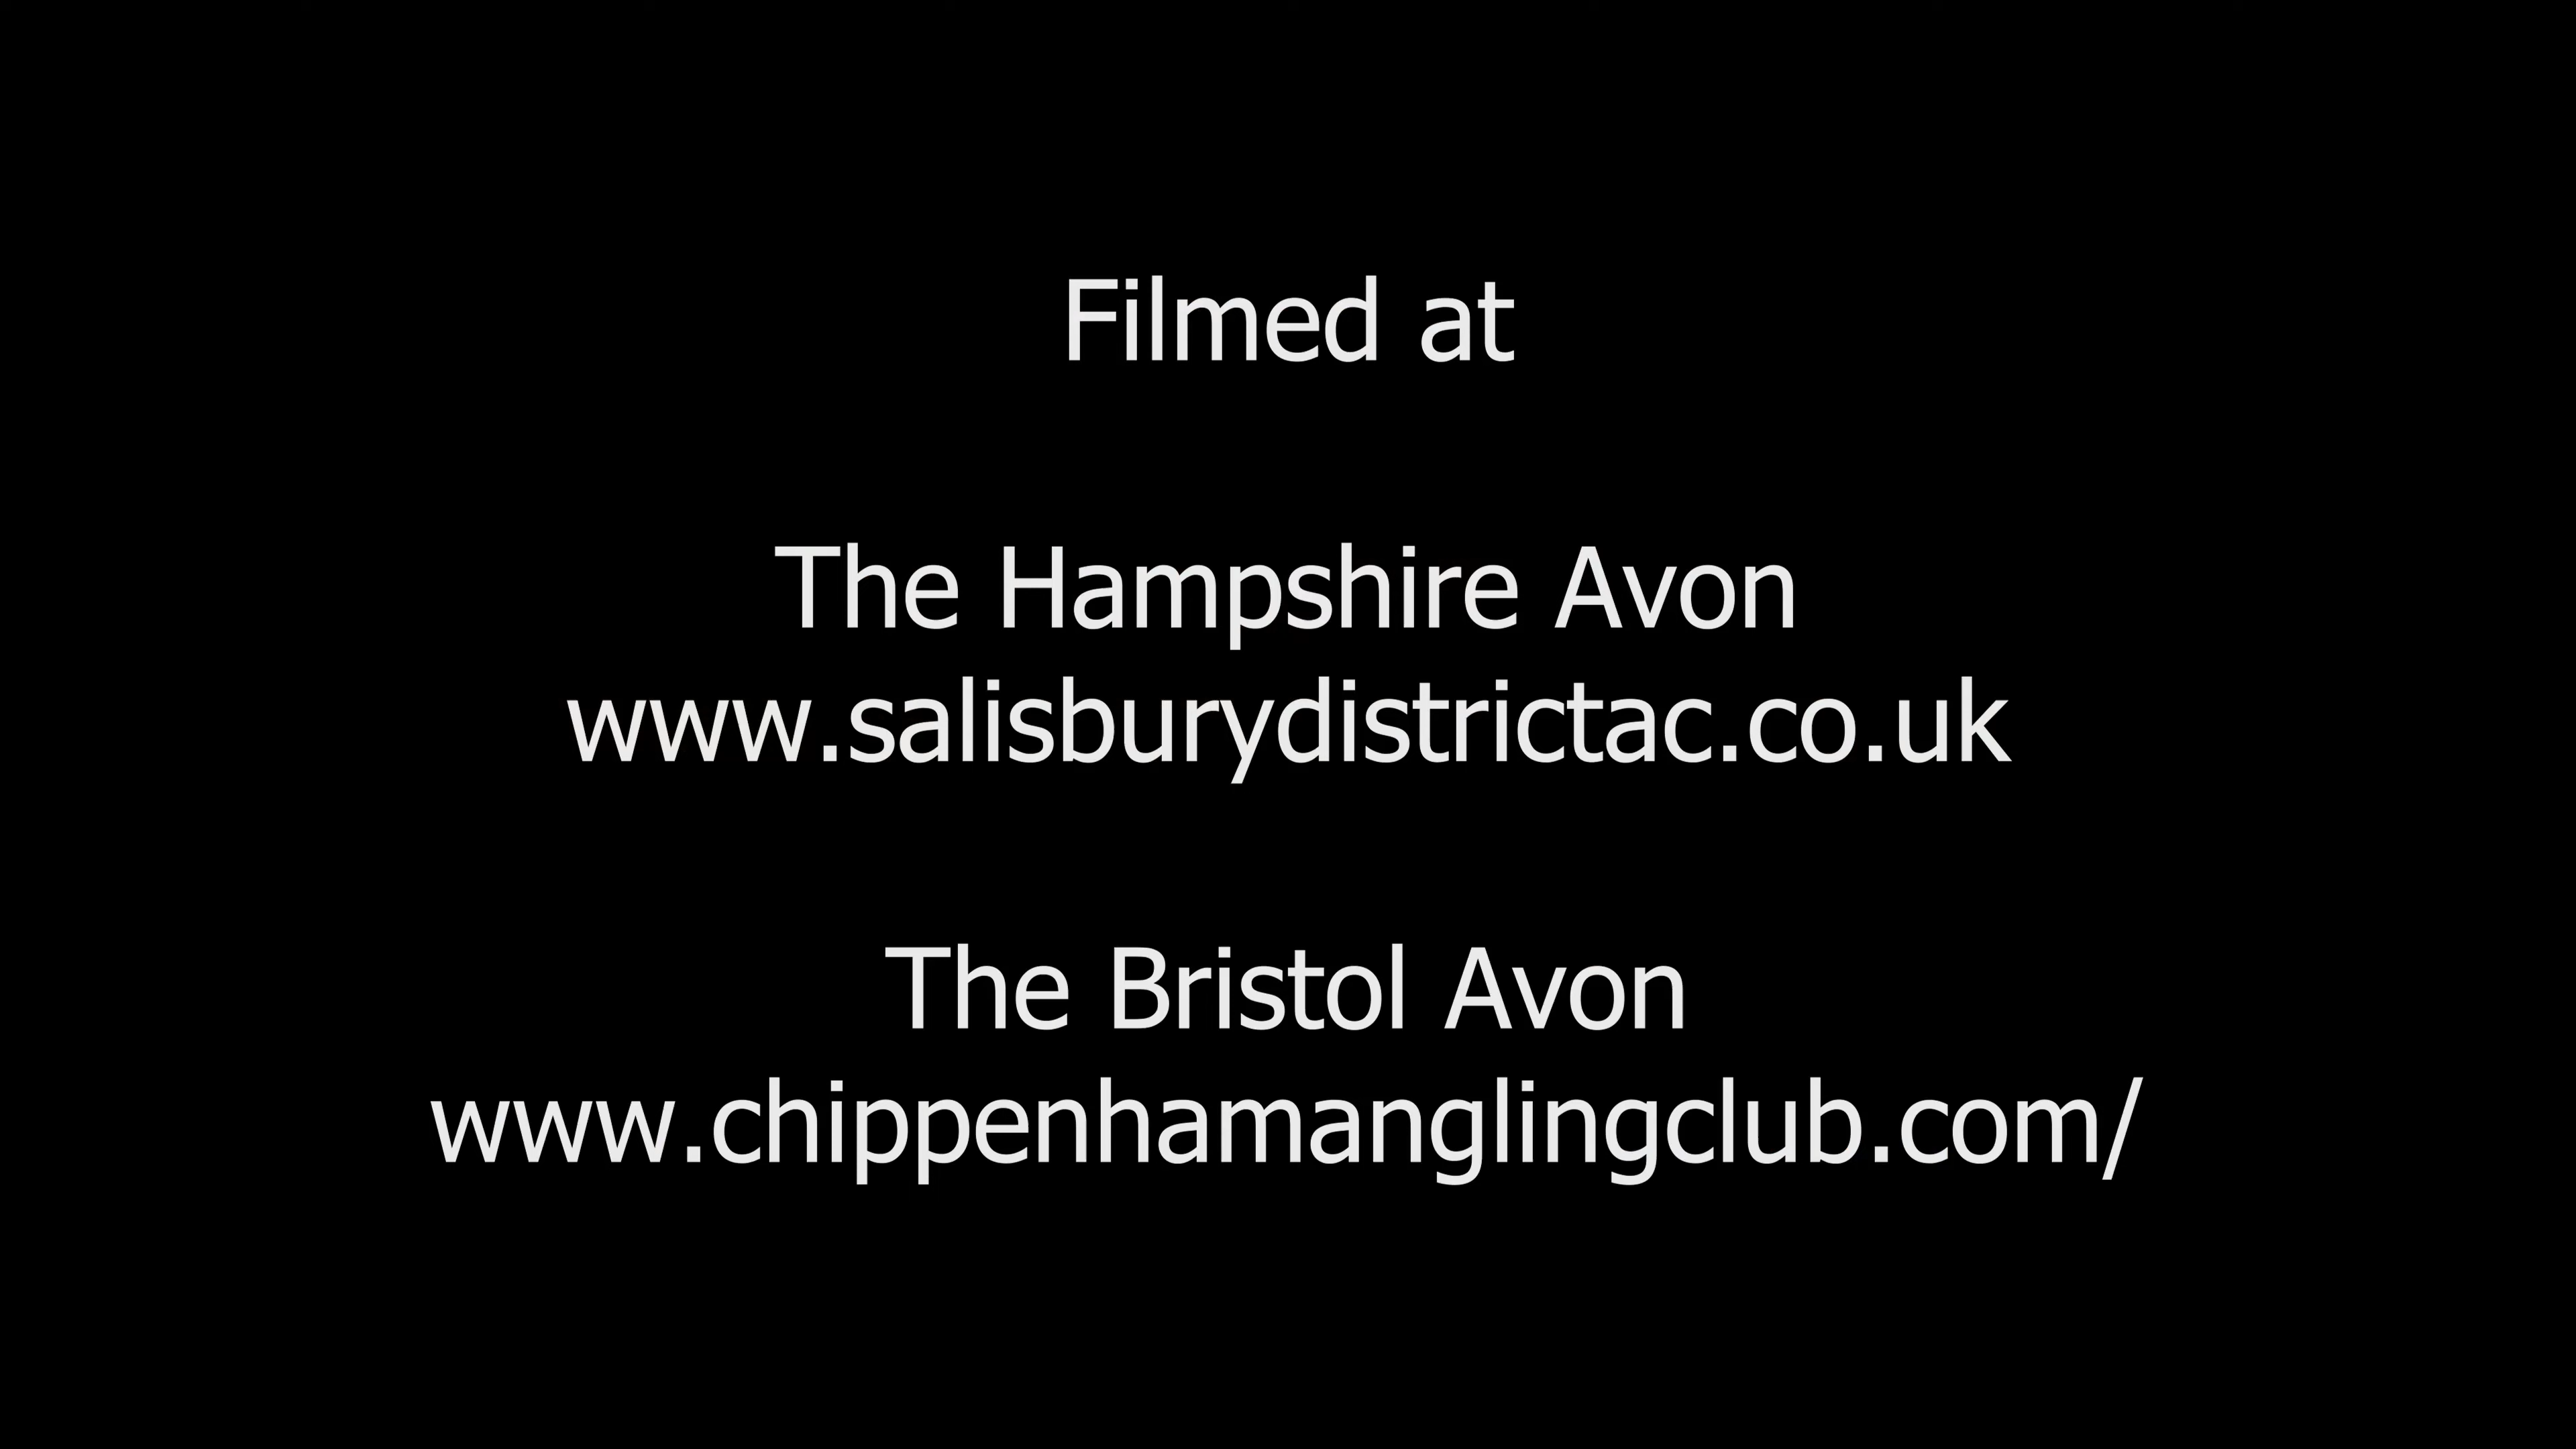 Filmed at
The Hampshire Avon
www.salisburydistrictac.co.uk
The Bristol Avon
www.chippenhamanglingclub.com/